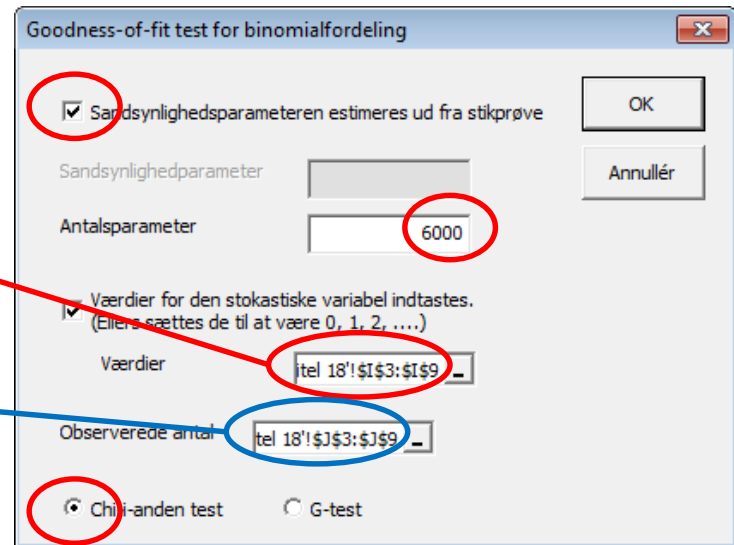 Goodness-of-fit test for binomialfordeling
Sandsynlighedsparameteren estimeres ud fra stikprøve
OK
Sandsynlighedparameter
Annullér
Antalsparameter
6000
Værdier for den stokastiske variabel indtastes.
(Ellers sættes de til at være 0, 1, 2, ....)
Værdier
itel 18'!$I$3:$I$9
Observerede antal
tel 18'!$J$3:$J$9
Chi i-anden test
G-test